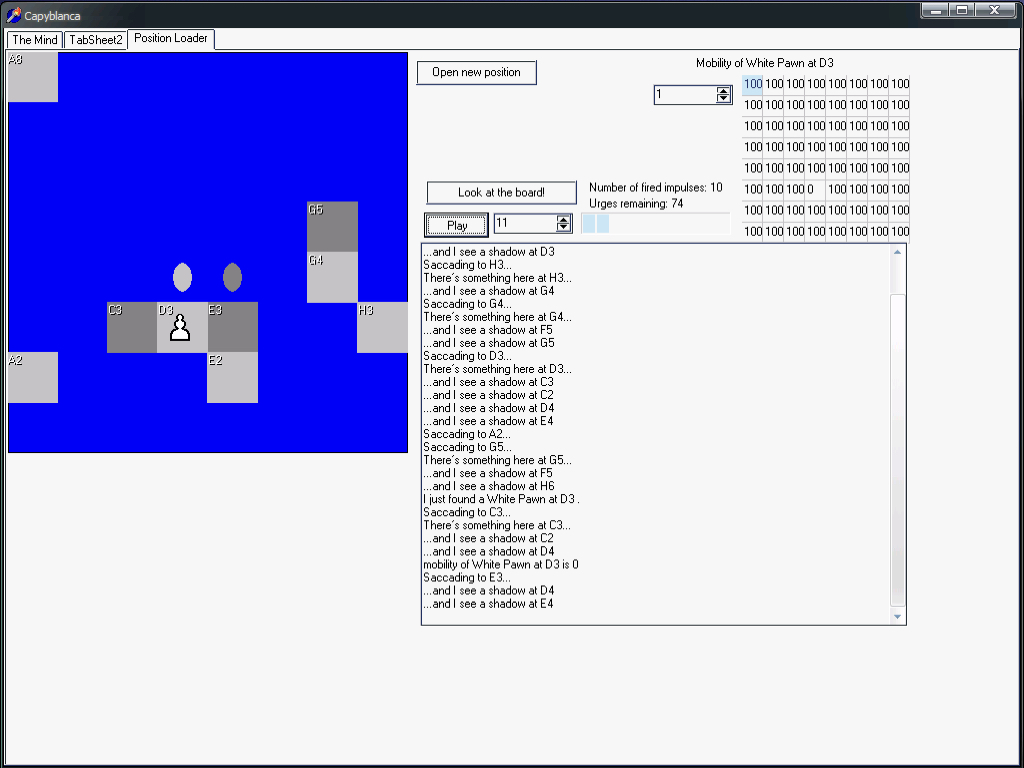 Capyblanca
The Mind TabSheet2 Position Loader
A8
G5
G4
C3 D3 E3 H3
A2 E2
Open new position
1
Mobility of White Pawn at D3
100 100 100 100 100 100 100 100
100 100 100 100 100 100 100 100
100 100 100 100 100 100 100 100
100 100 100 100 100 100 100 100
100 100 100 100 100 100 100 100
100 100 100 0 100 100 100 100
100 100 100 100 100 100 100 100
100 100 100 100 100 100 100 100
Look at the board!
Number of fired impulses: 10
Urges remaining: 74
Play
11
...and I see a shadow at D3
Saccading to H3...
There´s something here at H3...
...and I see a shadow at G4
Saccading to G4...
There´s something here at G4...
...and I see a shadow at F5
...and I see a shadow at G5
Saccading to D3...
There´s something here at D3...
...and I see a shadow at C3
...and I see a shadow at C2
...and I see a shadow at D4
...and I see a shadow at E4
Saccading to A2...
Saccading to G5...
There´s something here at G5...
...and I see a shadow at F5
...and I see a shadow at H6
I just found a White Pawn at D3 .
Saccading to C3...
There´s something here at C3...
...and I see a shadow at C2
...and I see a shadow at D4
mobility of White Pawn at D3 is 0
Saccading to E3...
...and I see a shadow at D4
...and I see a shadow at E4